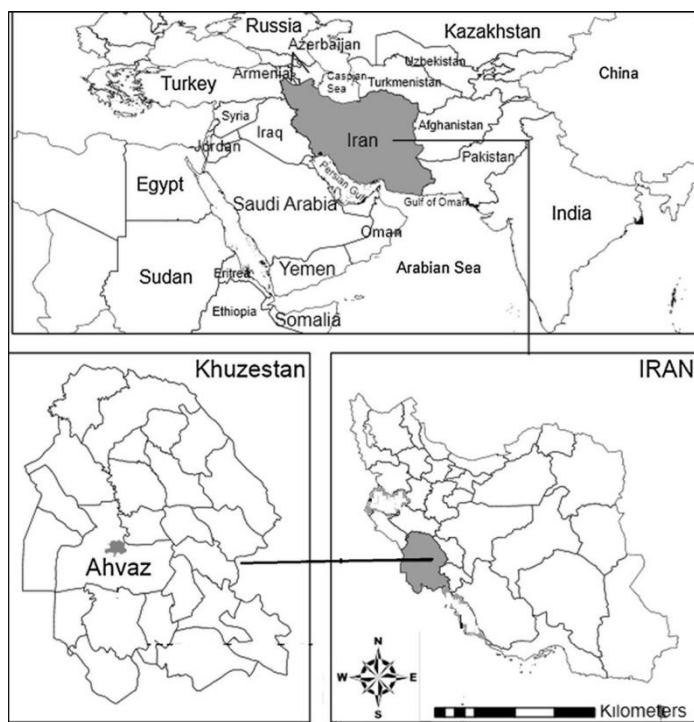 Russia
Kazakhstan
Azerbaijan
Armenia
Uzbekistan
China
Turkey
Caspian
Sea
Turkmenistan
Syria
Iraq
Iran
Afghanistan
Jordan
Pakistan
Egypt
Persian Gulf
Saudi Arabia
Gulf of Oman
India
Oman
Sudan
Eritrea
Yemen
Arabian Sea
Ethiopia
Somalia
Khuzestan
IRAN
Ahvaz
N
W
E
S
Kilometers